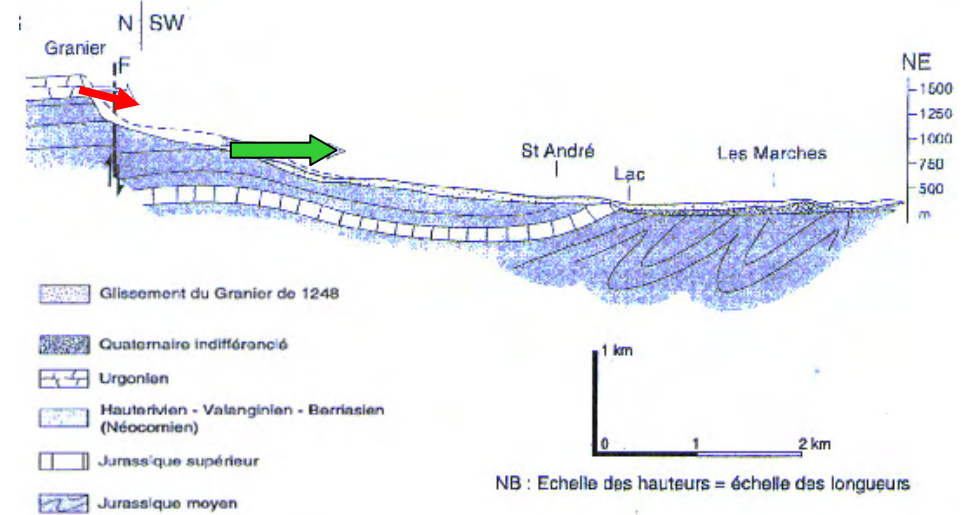 N SW
Granier
F
NE
1500
1250
1000
750
500
m
St André
Lac
Les Marches
Glissement du Granier de 1248
Quaternaire indifférencié
Urgonien
Hauterivien - Valanginien - Berriasien
(Néocomien)
Jurassique supérieur
Jurassique moyen
1 km
0 1 2 km
NB : Echelle des hauteurs = échelle des longueurs